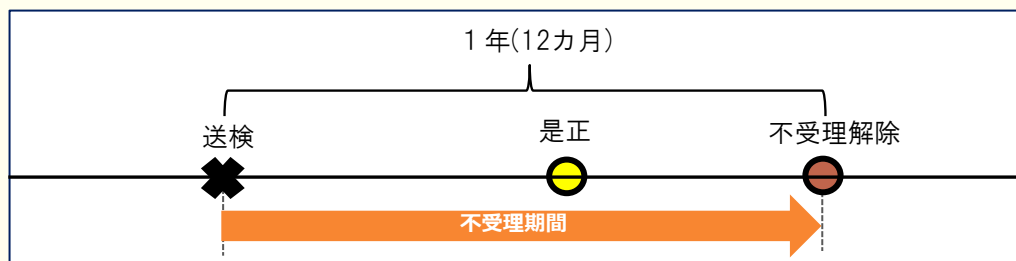 １年(12カ月)
送検
是正
不受理解除
不受理期間